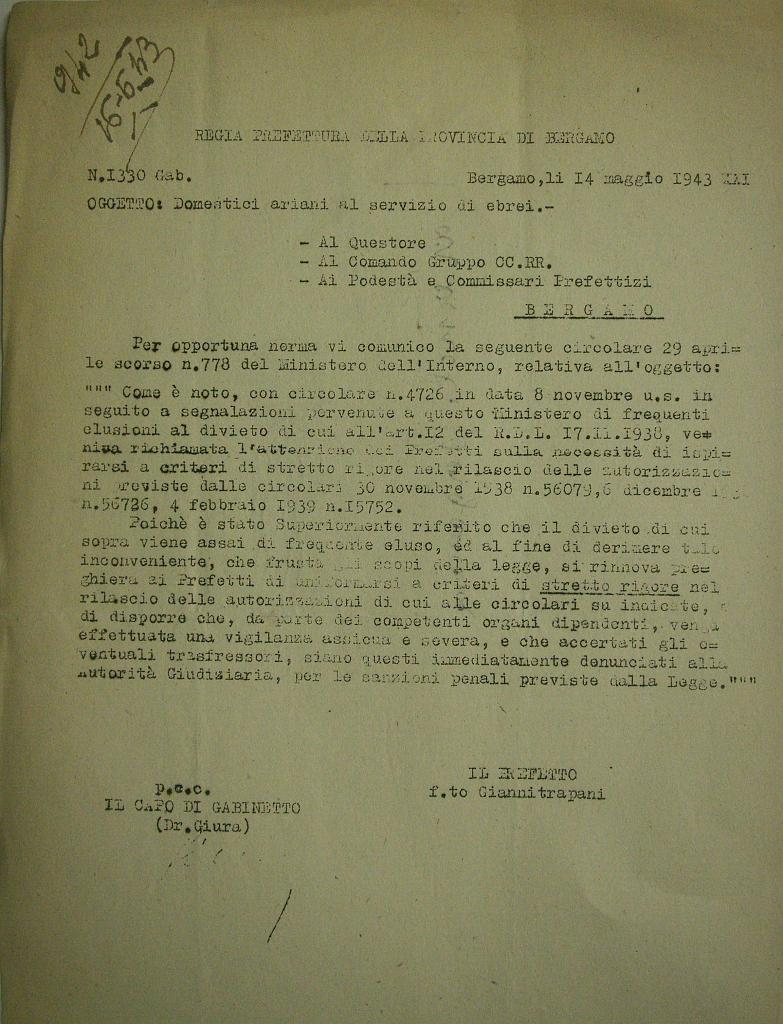 942
15-5-43
REGIA PREFETTURA DELLA PROVINCIA DI BERGAMO
N.1330 Gab.
Bergamo,li 14 maggio 1943 XXI
OGGETTO: Domestici ariani al servizio di ebrei.-
- Al Questore
- Al Comando Gruppo CC.RR.
- Ai Podestà e Commissari Prefettizi
BERGAMO
Per opportuna norma vi comunico la seguente circolare 29 apri=
le scorso n.778 del Ministero dell'Interno, relativa all'oggetto:
""" Come è noto, con circolare n.4726 in data 8 novembre u.s. in
seguito a segnalazioni pervenute a questo Ministero di frequenti
elusioni al divieto di cui all'art.12 del R.D.L. 17.11.1938, ve=
niva richiamata l'attenzione dei Prefetti sulla necessità di ispi=
rarsi a criteri di stretto rigore nel rilascio delle autorizzazio=
ni previste dalle circolari 30 novembre 1938 n.56079,6 dicembre
n.56726, 4 febbraio 1939 n.15752.
Poichè è stato Superiormente riferito che il divieto di cui
sopra viene assai di frequente eluso, ed al fine di derimere tale
inconveniente, che frusta gli scopi della legge, si rinnova pre=
ghiera ai Prefetti di uniformarsi a criteri di stretto rigore nel
rilascio delle autorizzazioni di cui alle circolari su indicate, e
di disporre che, da parte dei competenti organi dipendenti, venga
effettuata una vigilanza assidua e severa, e che accertati gli e=
ventuali trasfressori, siano questi immediatamente denunciati alla
autorità Giudiziaria, per le sanzioni penali previste dalla Legge."""
IL PREFETTO
f.to Giannitrapani
p.c.c.
IL CAPO DI GABINETTO
(Dr.Giura)